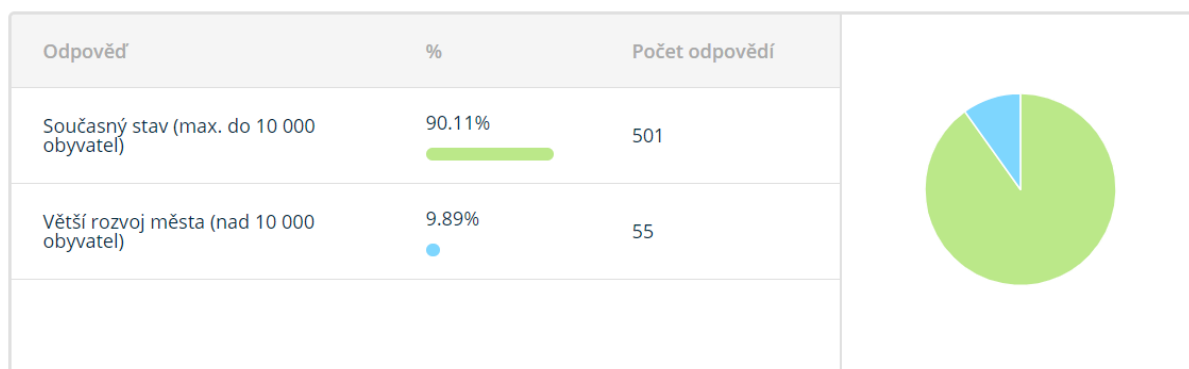 Odpověď % Počet odpovědí
Současný stav (max. do 10 000
obyvatel)
90.11%
501
Větší rozvoj města (nad 10 000
obyvatel)
9.89%
55